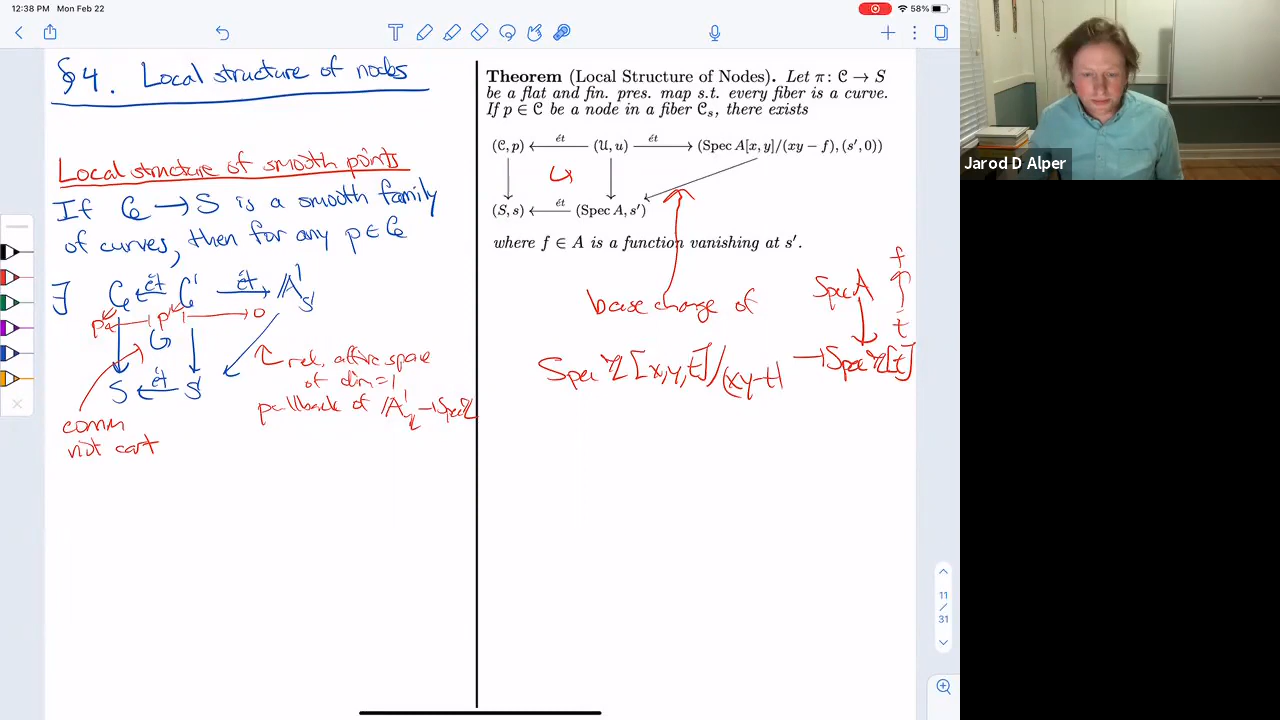 12:38 PM Mon Feb 22
58%
§4. Local structure of nodes
Local structure of smooth points
If 𝒞 → S is a smooth family
of curves, then for any p ∈ 𝒞
∃ 𝒞 ←ét 𝒞' →ét 𝔸¹_S'
p ← p' → 0
S ←ét S'
rel. affine space
of dim = 1
pullback of 𝔸¹_ℤ → Spec ℤ
comm
not cart
Theorem (Local Structure of Nodes). Let π: 𝒞 → S
be a flat and fin. pres. map s.t. every fiber is a curve.
If p ∈ 𝒞 be a node in a fiber 𝒞_s, there exists
(𝒞, p) ←ét (𝒰, u) →ét (Spec A[x, y]/(xy − f), (s', 0))
(S, s) ←ét (Spec A, s')
where f ∈ A is a function vanishing at s'.
base change of
Spec A
f
t
Spec ℤ[x,y,t]/(xy-t) → Spec ℤ[t]
11
/
31
Jarod D Alper